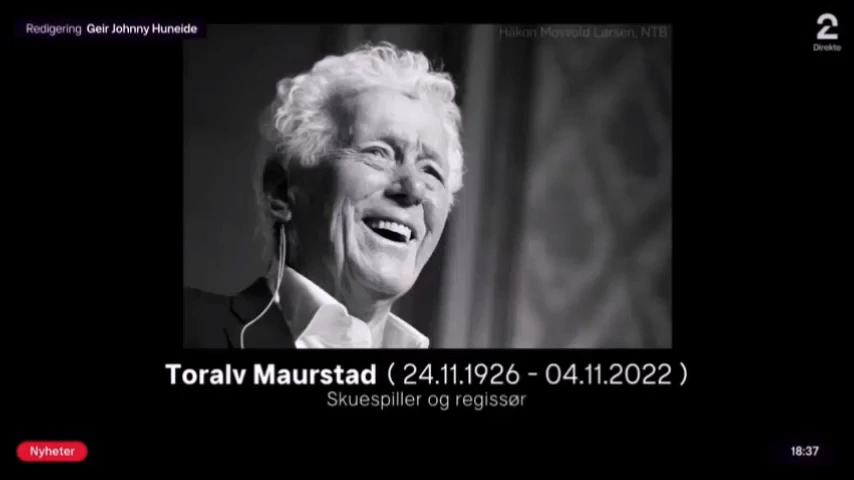 Redigering Geir Johnny Huneide
Håkon Mosvold Larsen, NTB
2
Direkte
Toralv Maurstad ( 24.11.1926 - 04.11.2022 )
Skuespiller og regissør
Nyheter
18:37